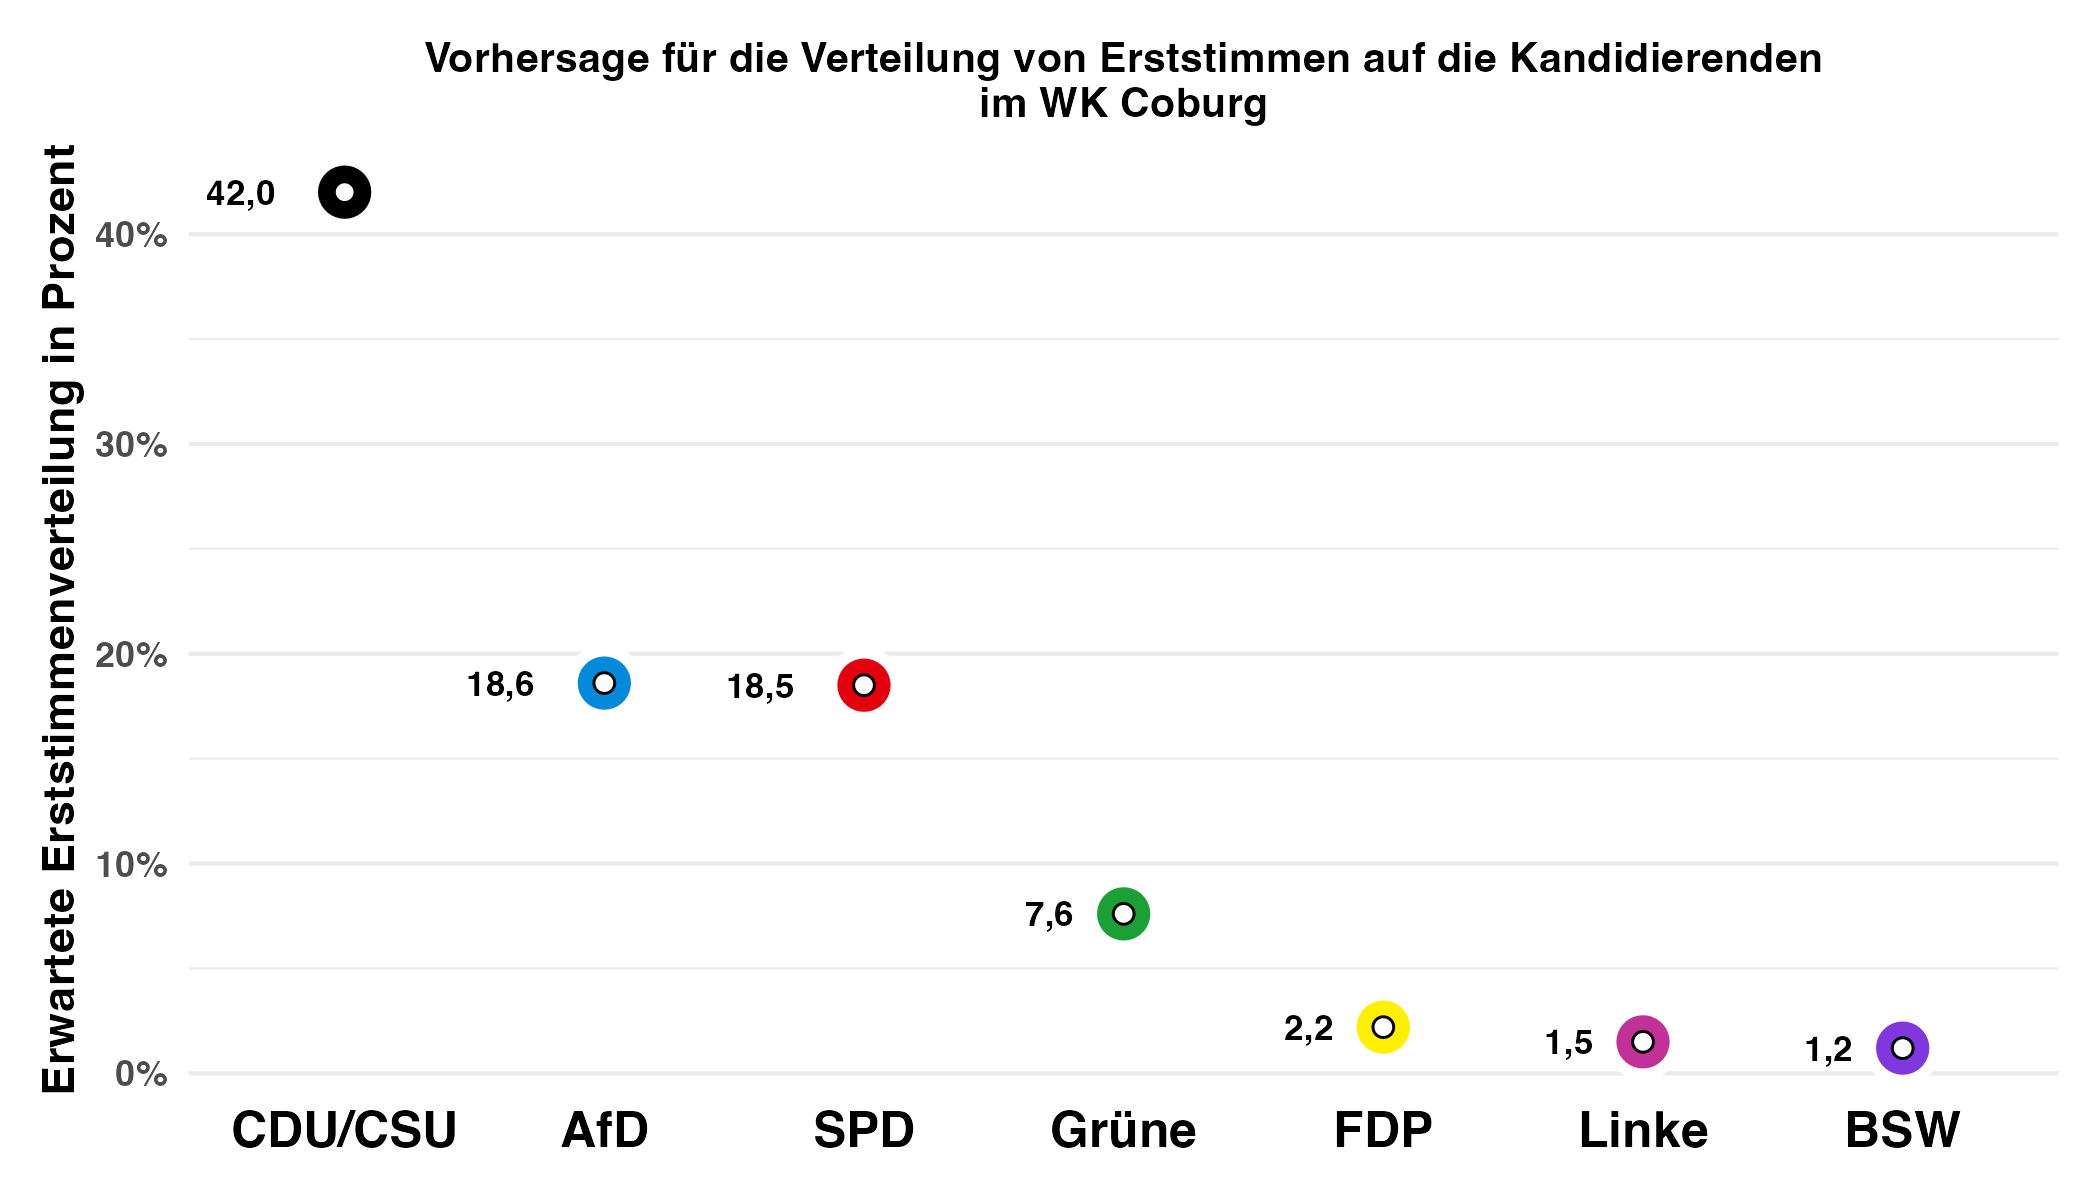 Vorhersage für die Verteilung von Erststimmen auf die Kandidierenden
im WK Coburg
Erwartete Erststimmenverteilung in Prozent
42,0
40%
30%
20%
18,6
18,5
10%
7,6
2,2
1,5
1,2
0%
CDU/CSU
AfD
SPD
Grüne
FDP
Linke
BSW